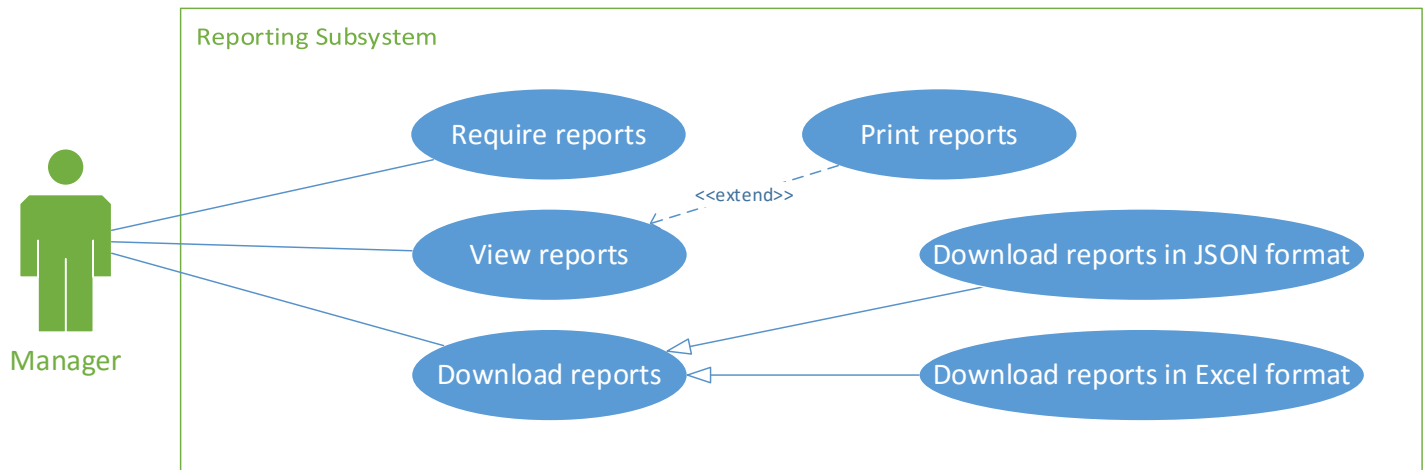 Reporting Subsystem
Require reports
Print reports
<<extend>>
View reports
Download reports in JSON format
Manager
Download reports
Download reports in Excel format